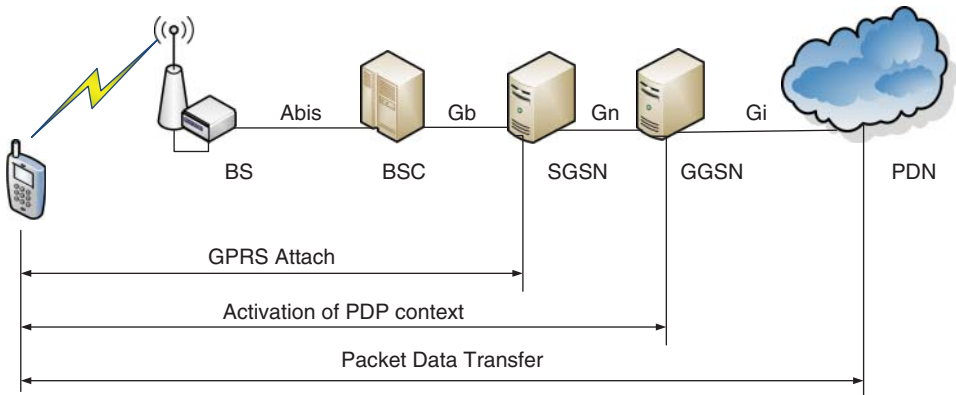 Abis
Gb
Gn
Gi
BS
BSC
SGSN
GGSN
PDN
GPRS Attach
Activation of PDP context
Packet Data Transfer